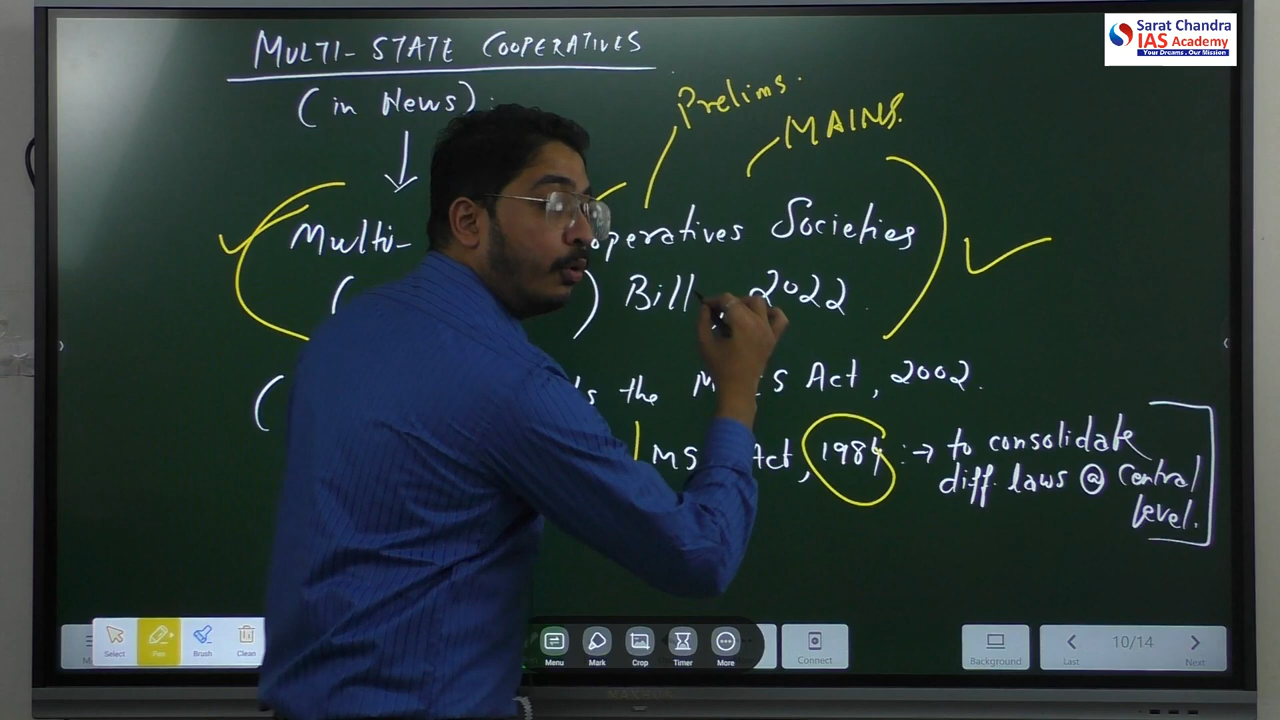 Sarat Chandra
IAS Academy
Your Dreams . Our Mission
MULTI-STATE COOPERATIVES
(in News).
Prelims.
MAINS.
Multi- operatives Societies
( ) Bill, 2022.
( the Act, 2002.
MS Act, 1984 :→ to consolidate
diff. laws @ Central
level.
Select
Pen
Brush
Clean
Menu
Mark
Crop
Timer
More
Connect
Background
Last
10/14
Next
MAXHUB